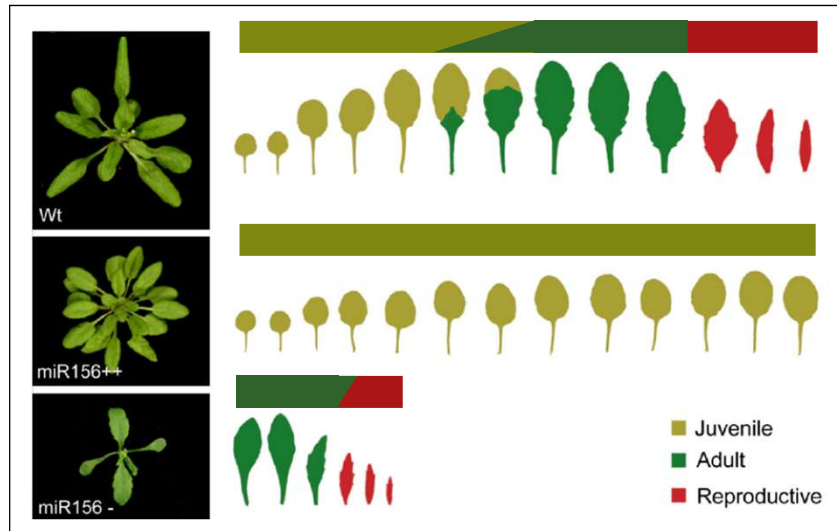 Wt
miR156++
miR156 -
Juvenile
Adult
Reproductive